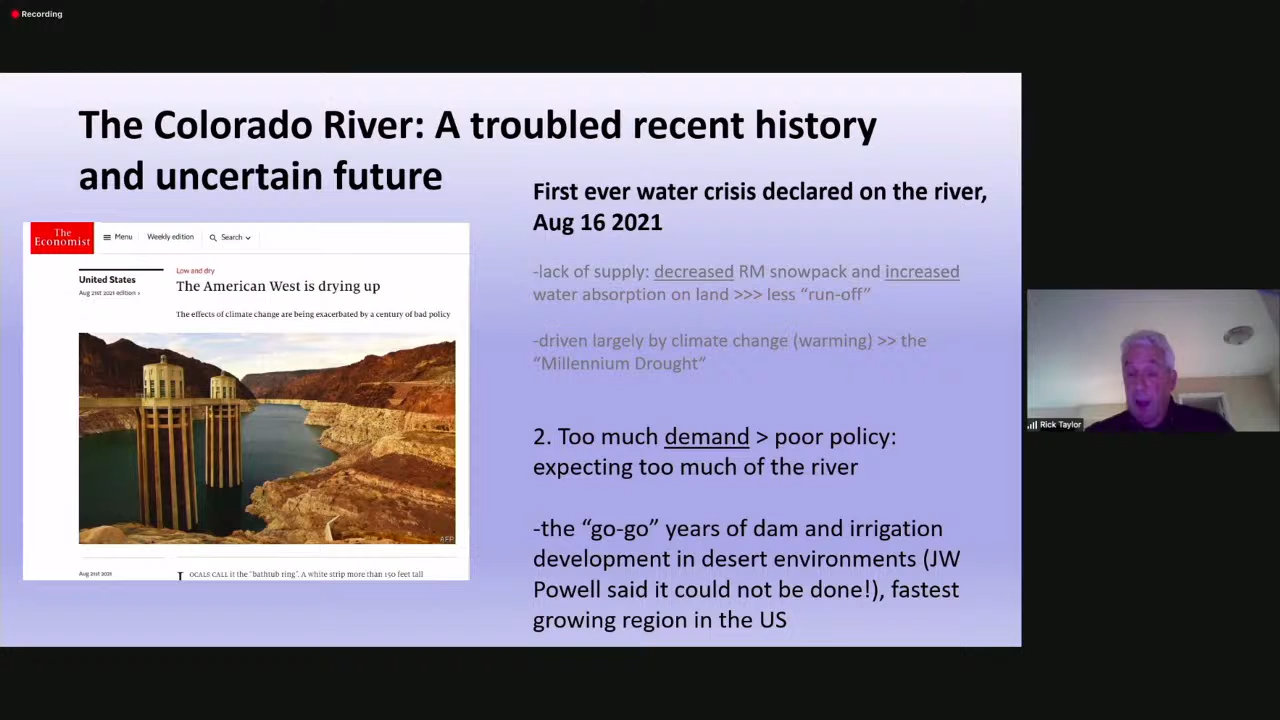 Recording
The Colorado River: A troubled recent history
and uncertain future
The
Economist
Menu
Weekly edition
Search
United States
Aug 21st 2021 edition
Low and dry
The American West is drying up
The effects of climate change are being exacerbated by a century of bad policy
AFP
Aug 21st 2021
LOCALS CALL it the "bathtub ring". A white strip more than 150 feet tall
First ever water crisis declared on the river,
Aug 16 2021
-lack of supply: decreased RM snowpack and increased
water absorption on land >>> less “run-off”
-driven largely by climate change (warming) >> the
“Millennium Drought”
2. Too much demand > poor policy:
expecting too much of the river
-the “go-go” years of dam and irrigation
development in desert environments (JW
Powell said it could not be done!), fastest
growing region in the US
Rick Taylor